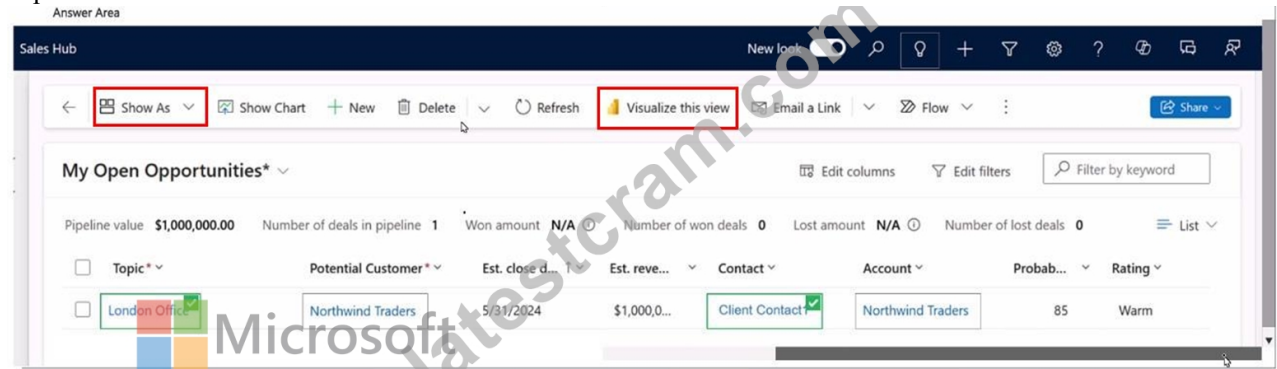 Answer Area
Sales Hub New look
Show As Show Chart New Delete Refresh Visualize this view Email a Link Flow Share
My Open Opportunities* Edit columns Edit filters Filter by keyword
Pipeline value $1,000,000.00 Number of deals in pipeline 1 Won amount N/A Number of won deals 0 Lost amount N/A Number of lost deals 0 List
Topic* Potential Customer* Est. close d... Est. reve... Contact Account Probab... Rating
London Office Northwind Traders 5/31/2024 $1,000,0... Client Contact1 Northwind Traders 85 Warm
Microsoft
latestcram.com